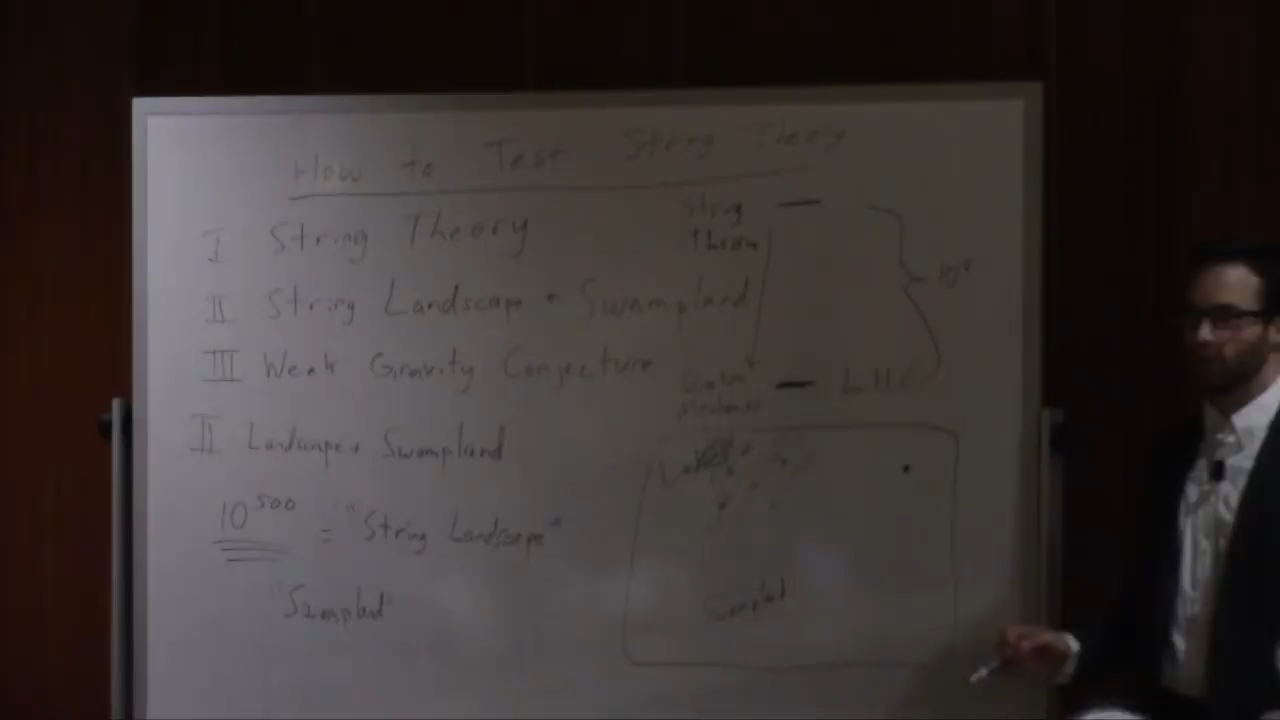 How to Test String Theory
I String Theory
II String Landscape + Swampland
III Weak Gravity Conjecture
II Landscape + Swampland
10^500 = "String Landscape"
"Swampland"
String
Theory
LHC
Swampland